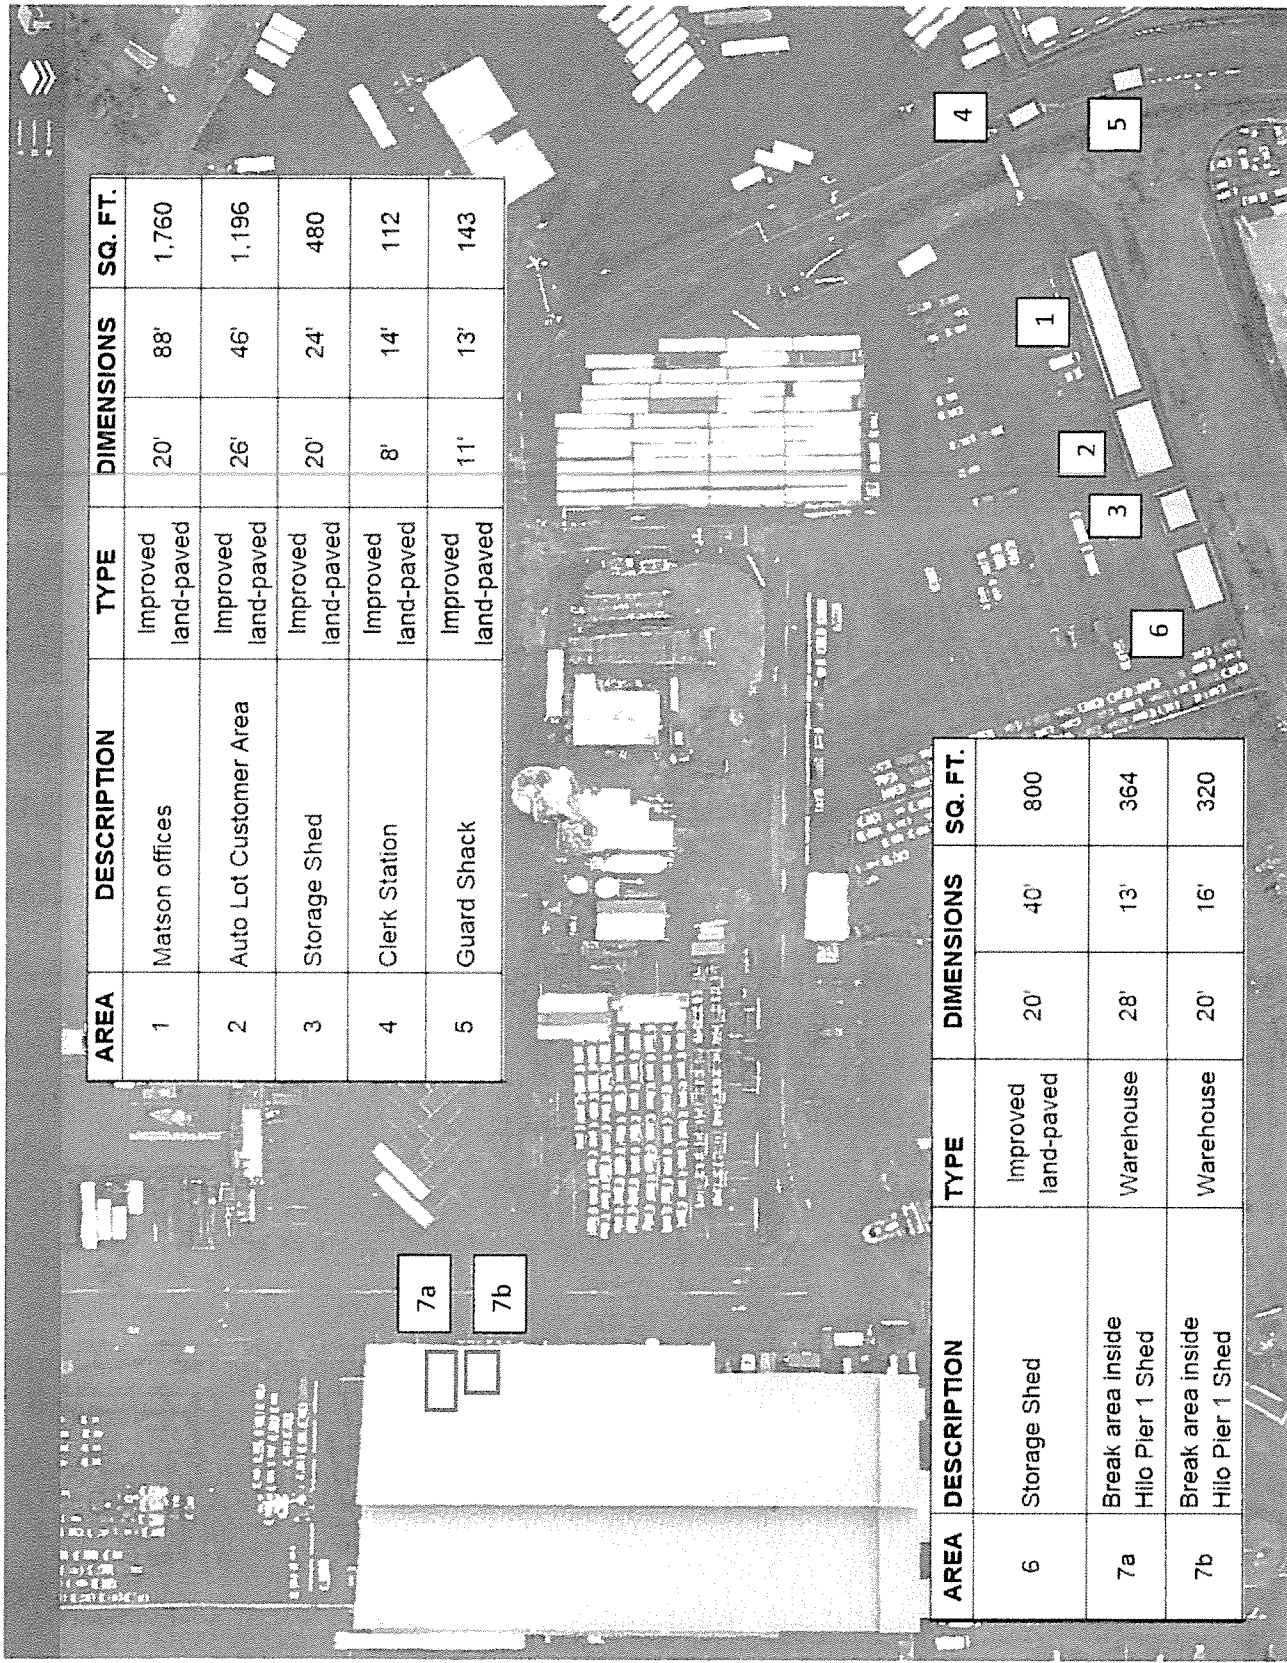 AREA DESCRIPTION TYPE DIMENSIONS SQ. FT.
1 Matson offices Improved land-paved 20' 88' 1,760
2 Auto Lot Customer Area Improved land-paved 26' 46' 1,196
3 Storage Shed Improved land-paved 20' 24' 480
4 Clerk Station Improved land-paved 8' 14' 112
5 Guard Shack Improved land-paved 11' 13' 143
4
5
1
2
3
6
7a
7b
AREA DESCRIPTION TYPE DIMENSIONS SQ. FT.
6 Storage Shed Improved land-paved 20' 40' 800
7a Break area inside Hilo Pier 1 Shed Warehouse 28' 13' 364
7b Break area inside Hilo Pier 1 Shed Warehouse 20' 16' 320